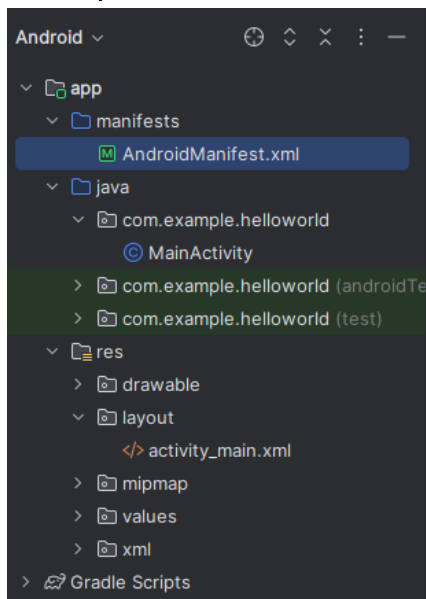 Android
app
manifests
AndroidManifest.xml
java
com.example.helloworld
MainActivity
com.example.helloworld (androidTe
com.example.helloworld (test)
res
drawable
layout
</> activity_main.xml
mipmap
values
xml
Gradle Scripts